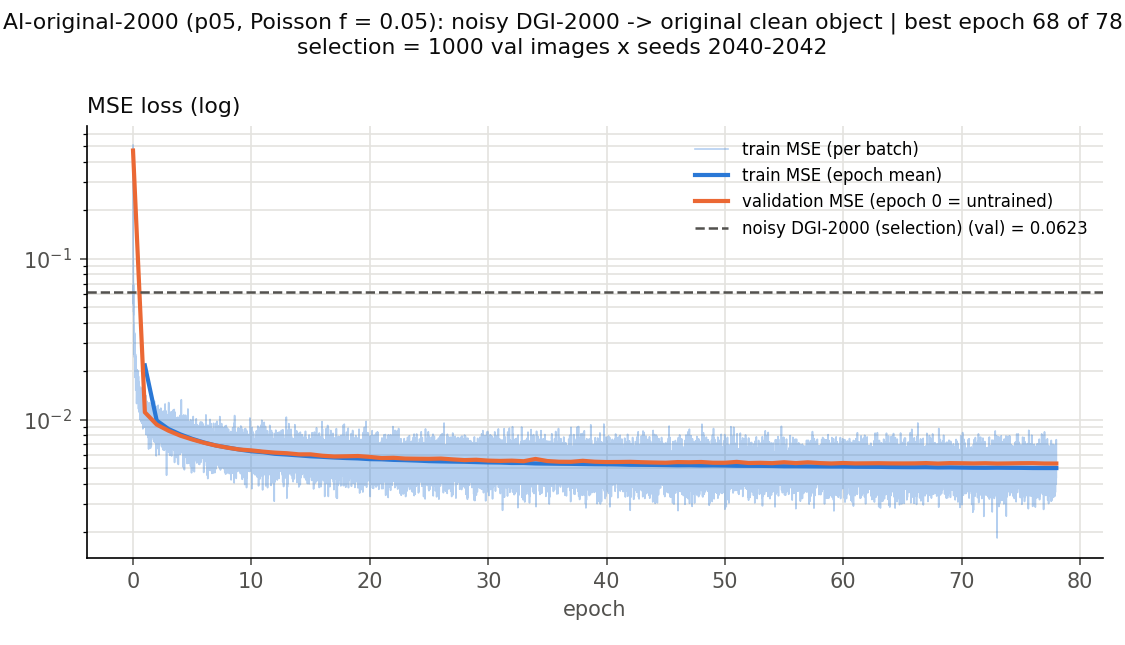 AI-original-2000 (p05, Poisson f = 0.05): noisy DGI-2000 -> original clean object | best epoch 68 of 78
selection = 1000 val images x seeds 2040-2042
MSE loss (log)
train MSE (per batch)
train MSE (epoch mean)
validation MSE (epoch 0 = untrained)
noisy DGI-2000 (selection) (val) = 0.0623
10⁻¹
10⁻²
0 10 20 30 40 50 60 70 80
epoch